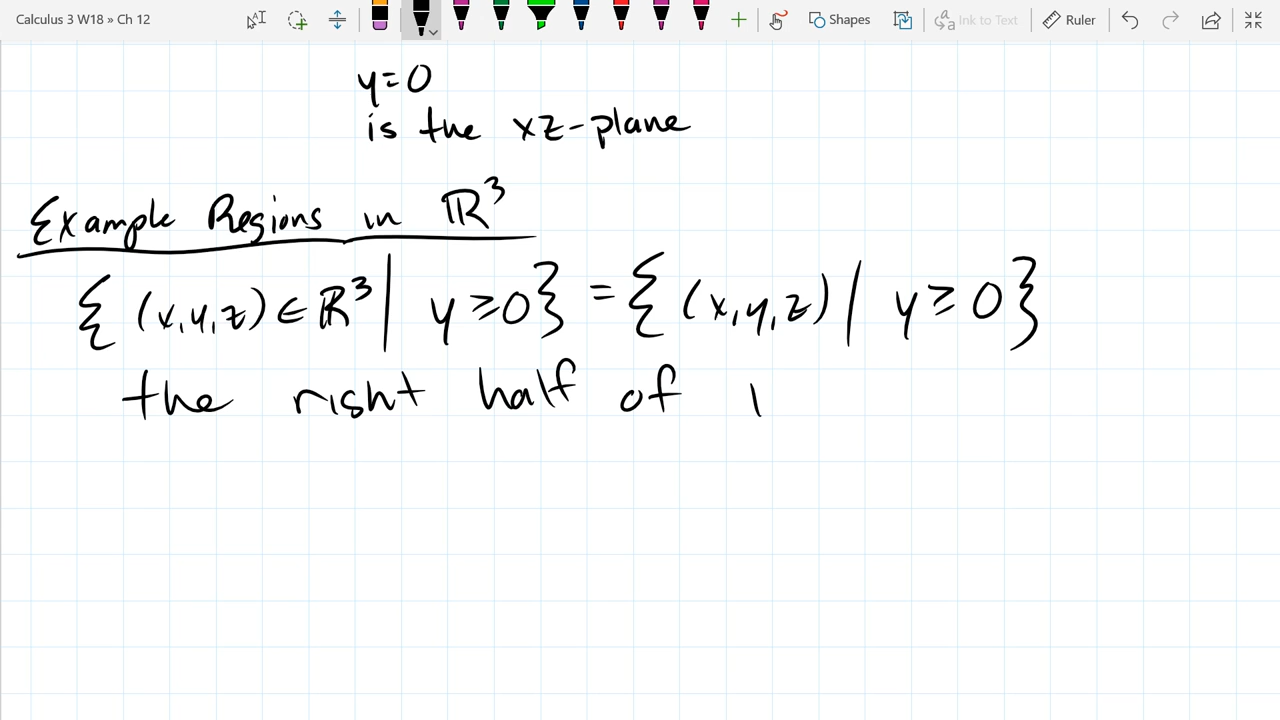 Calculus 3 W18 » Ch 12
Shapes
Ink to Text
Ruler
y=0
is the xz-plane
Example Regions in ℝ³
{(x,y,z)∈ℝ³| y≥0} = {(x,y,z)| y≥0}
the right half of